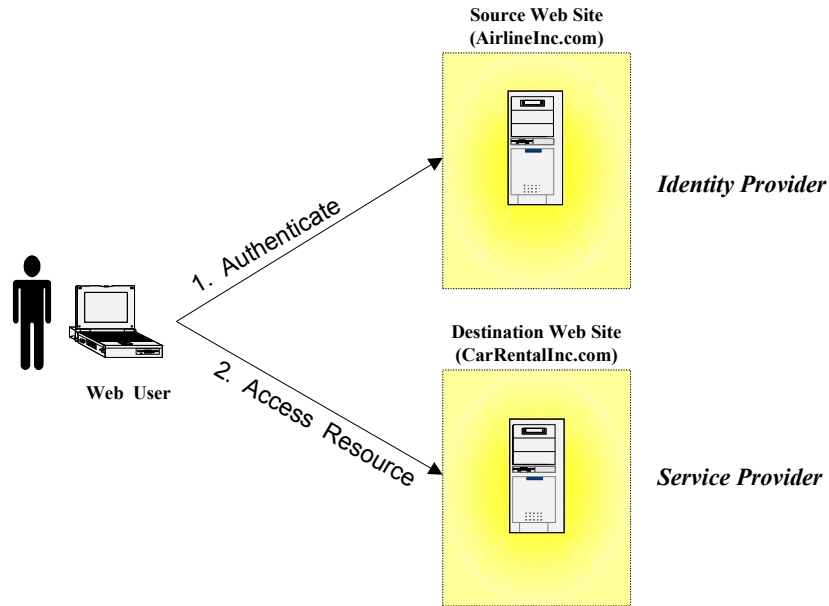 Source Web Site
(AirlineInc.com)
Identity Provider
1. Authenticate
Web User
2. Access Resource
Destination Web Site
(CarRentalInc.com)
Service Provider